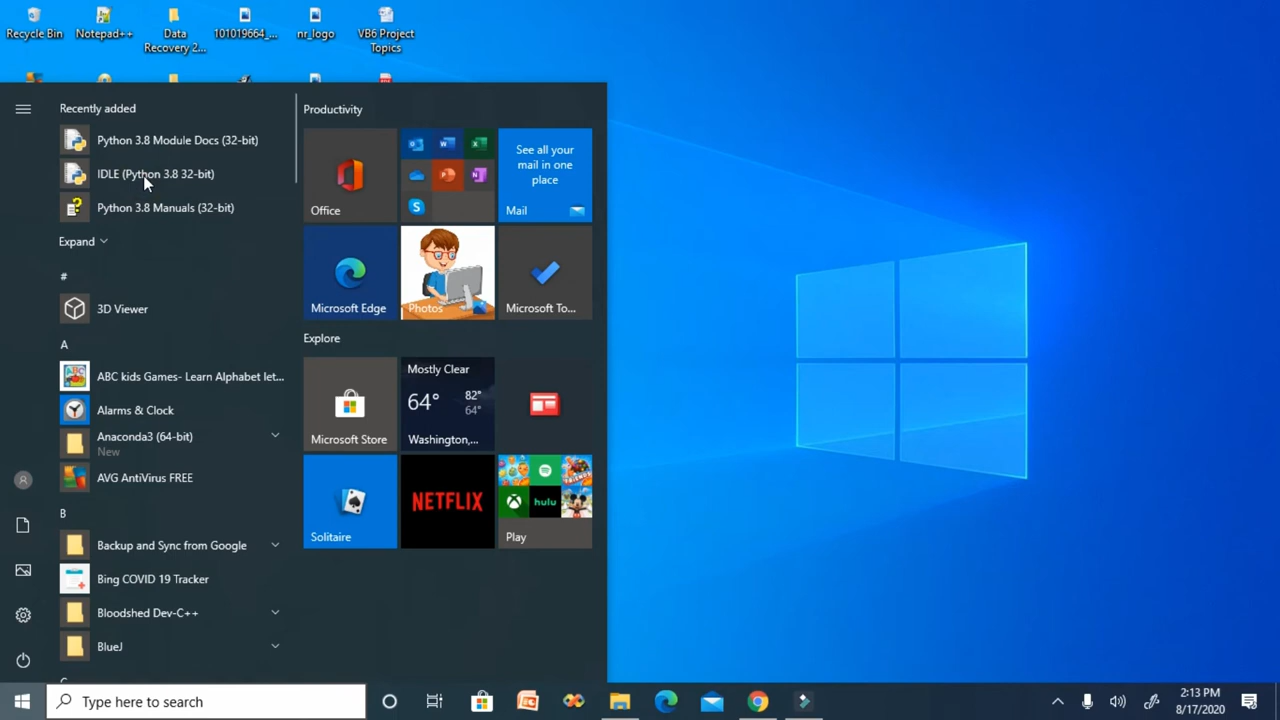 Recycle Bin
Notepad++
Data
Recovery 2...
101019664_...
nr_logo
VB6 Project
Topics
Recently added
Python 3.8 Module Docs (32-bit)
IDLE (Python 3.8 32-bit)
Python 3.8 Manuals (32-bit)
Expand
#
3D Viewer
A
ABC kids Games- Learn Alphabet let...
Alarms & Clock
Anaconda3 (64-bit)
New
AVG AntiVirus FREE
B
Backup and Sync from Google
Bing COVID 19 Tracker
Bloodshed Dev-C++
BlueJ
Productivity
Office
See all your
mail in one
place
Mail
Microsoft Edge
Photos
Microsoft To...
Explore
Microsoft Store
Mostly Clear
64°
82°
64°
Washington,...
Solitaire
NETFLIX
hulu
Play
Type here to search
2:13 PM
8/17/2020